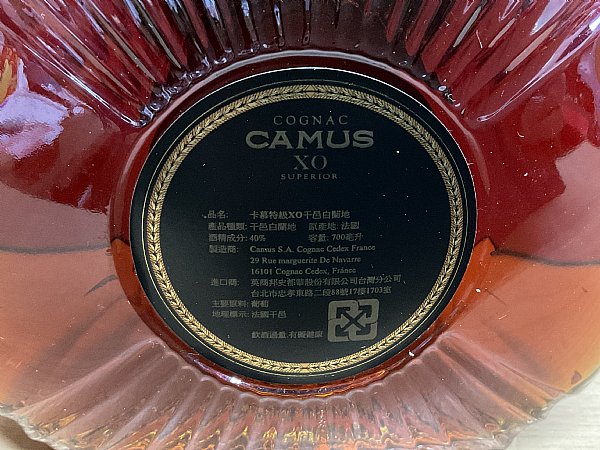 COGNAC
CAMUS
XO
SUPERIOR
品名: 卡慕特級XO干邑白蘭地
產品種類: 干邑白蘭地 原產地: 法國
酒精成分: 40% 容量: 700毫升
製造商: Camus S.A. Cognac Cedex France
29 Rue marguerite De Navarre
16101 Cognac Cedex, France
進口商: 英商邦史都華股份有限公司台灣分公司
台北市忠孝東路二段88號17樓1703室
主要原料: 葡萄
地理標示: 法國干邑
飲酒過量,有礙健康